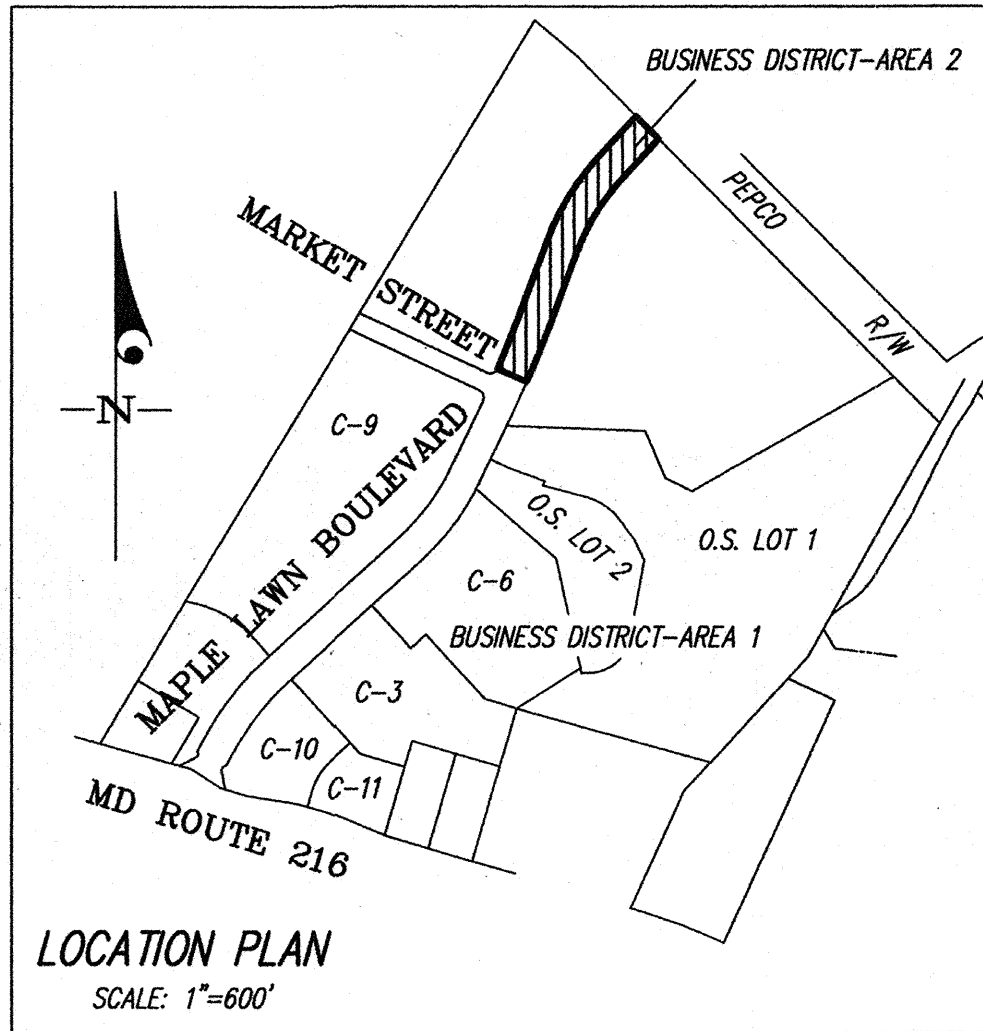 BUSINESS DISTRICT-AREA 2
PEPCO
R/W
MARKET STREET
N
C-9
MAPLE LAWN BOULEVARD
O.S. LOT 2
O.S. LOT 1
C-6
BUSINESS DISTRICT-AREA 1
C-3
C-10
C-11
MD ROUTE 216
LOCATION PLAN
SCALE: 1"=600'